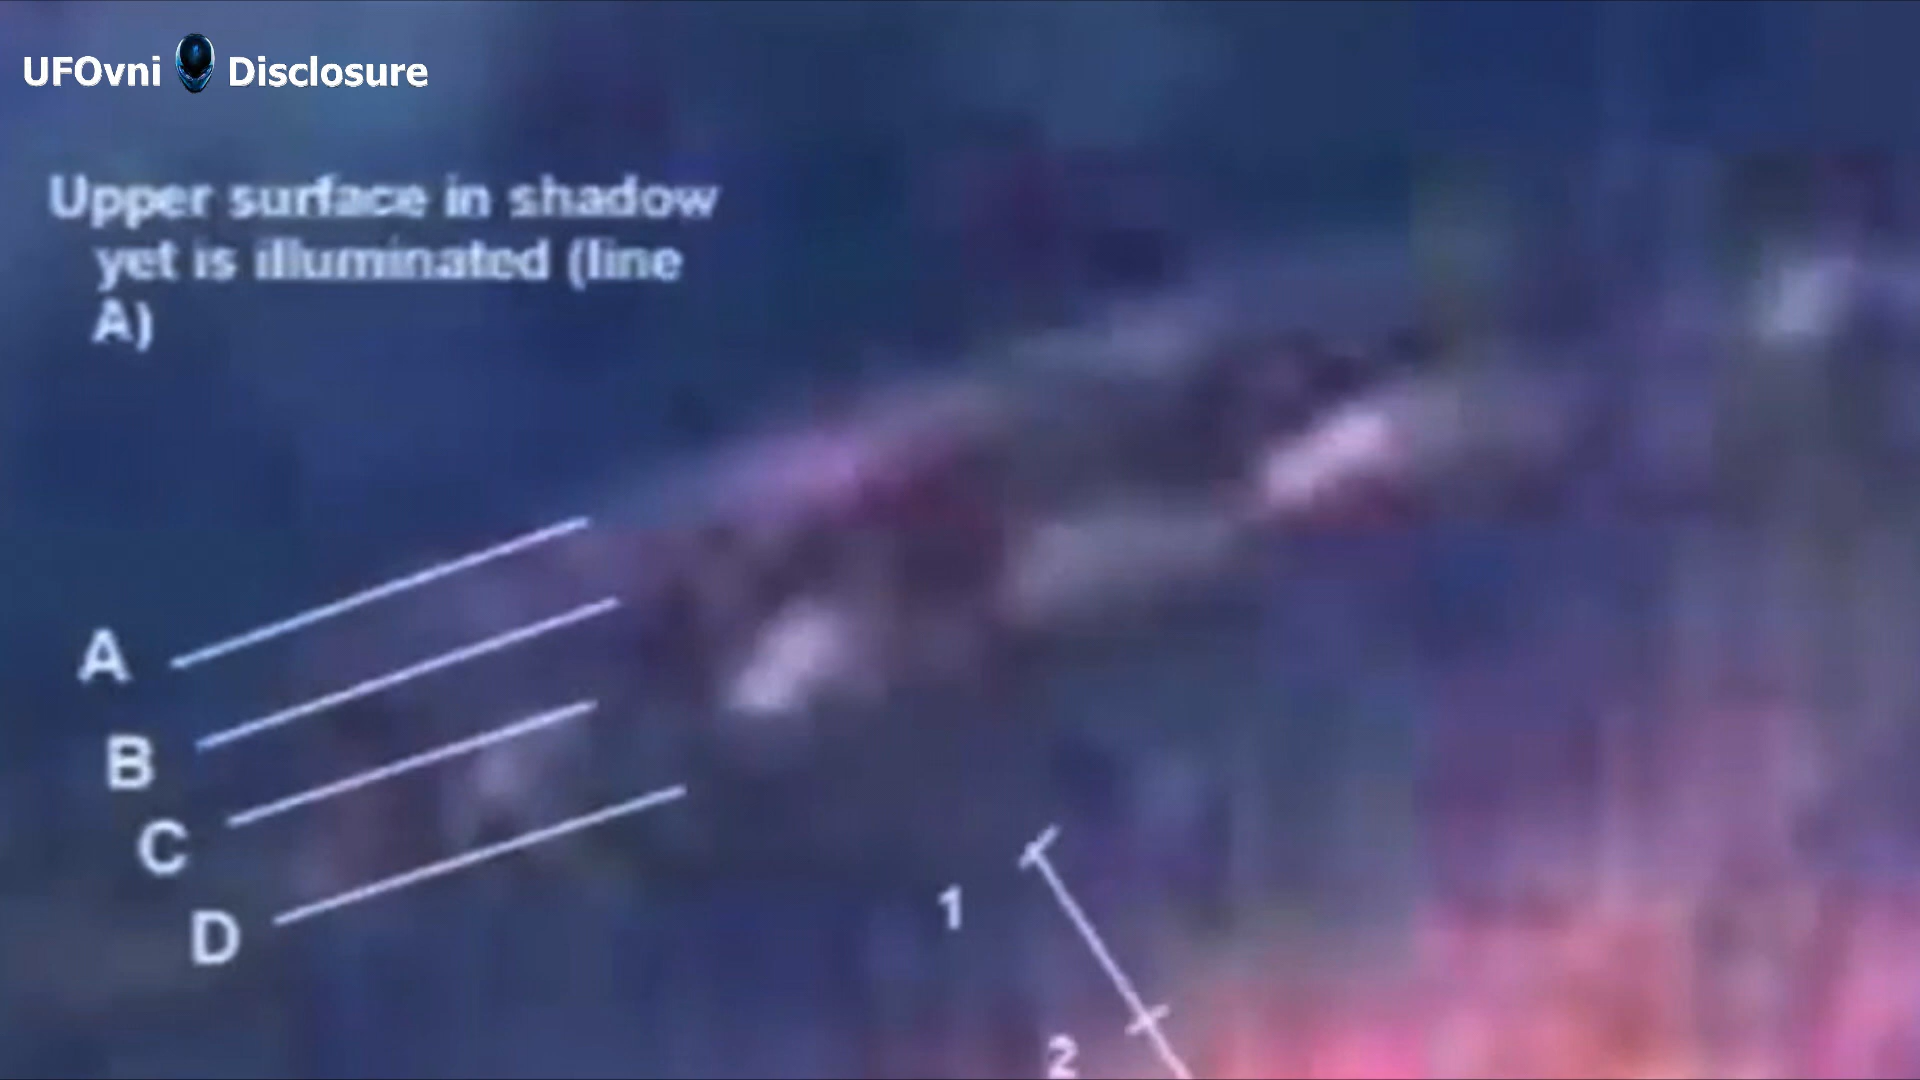 UFOvni Disclosure
Upper surface in shadow
yet is illuminated (line
A)
A
B
C
D
1
2